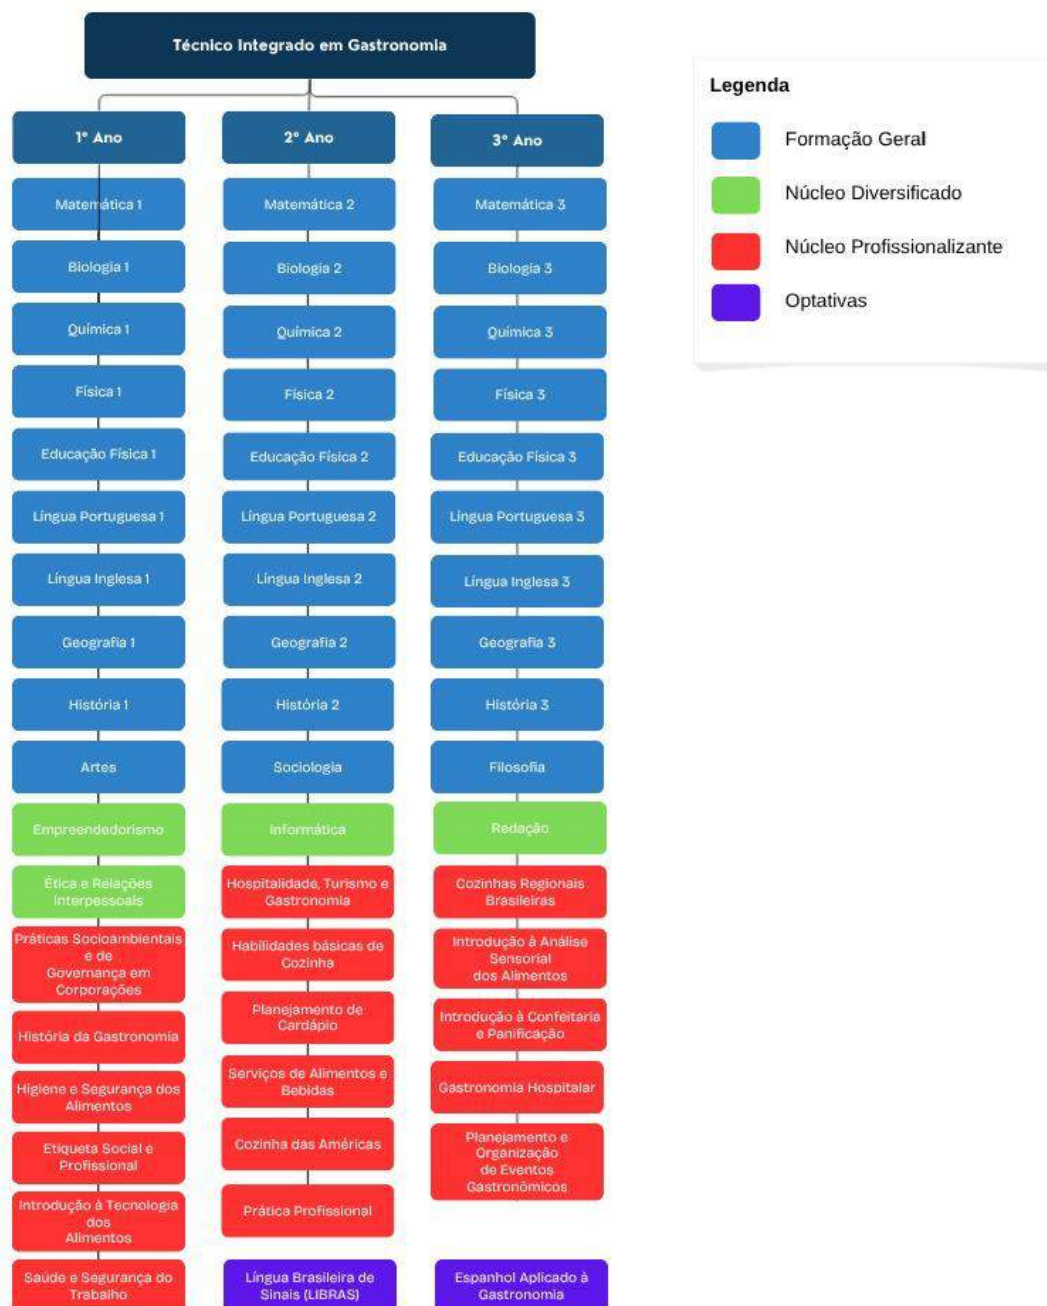 Técnico Integrado em Gastronomia
1° Ano
Matemática 1
Biologia 1
Química 1
Física 1
Educação Física 1
Língua Portuguesa 1
Língua Inglesa 1
Geografia 1
História 1
Artes
Empreendedorismo
Ética e Relações
Interpessoais
Práticas Socioambientais
e de
Governança em
Corporações
História da Gastronomia
Higiene e Segurança dos
Alimentos
Etiqueta Social e
Profissional
Introdução à Tecnologia
dos
Alimentos
Saúde e Segurança do
Trabalho
2° Ano
Matemática 2
Biologia 2
Química 2
Física 2
Educação Física 2
Língua Portuguesa 2
Língua Inglesa 2
Geografia 2
História 2
Sociologia
Informática
Hospitalidade, Turismo e
Gastronomia
Habilidades básicas de
Cozinha
Planejamento de
Cardápio
Serviços de Alimentos e
Bebidas
Cozinha das Américas
Prática Profissional
Língua Brasileira de
Sinais (LIBRAS)
3° Ano
Matemática 3
Biologia 3
Química 3
Física 3
Educação Física 3
Língua Portuguesa 3
Língua Inglesa 3
Geografia 3
História 3
Filosofia
Redação
Cozinhas Regionais
Brasileiras
Introdução à Análise
Sensorial
dos Alimentos
Introdução à Confeitaria
e Panificação
Gastronomia Hospitalar
Planejamento e
Organização
de Eventos
Gastronômicos
Espanhol Aplicado à
Gastronomia
Legenda
Formação Geral
Núcleo Diversificado
Núcleo Profissionalizante
Optativas